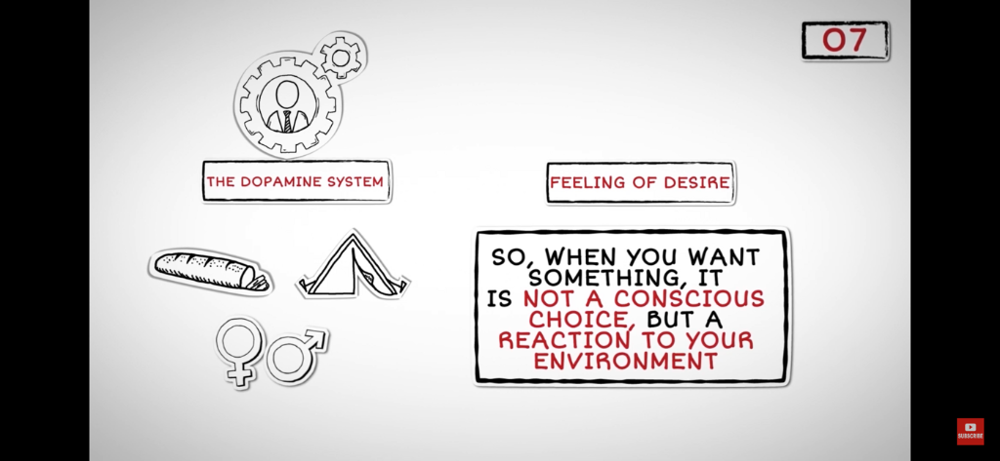 07
THE DOPAMINE SYSTEM
FEELING OF DESIRE
SO, WHEN YOU WANT
SOMETHING, IT
IS NOT A CONSCIOUS
CHOICE, BUT A
REACTION TO YOUR
ENVIRONMENT
SUBSCRIBE